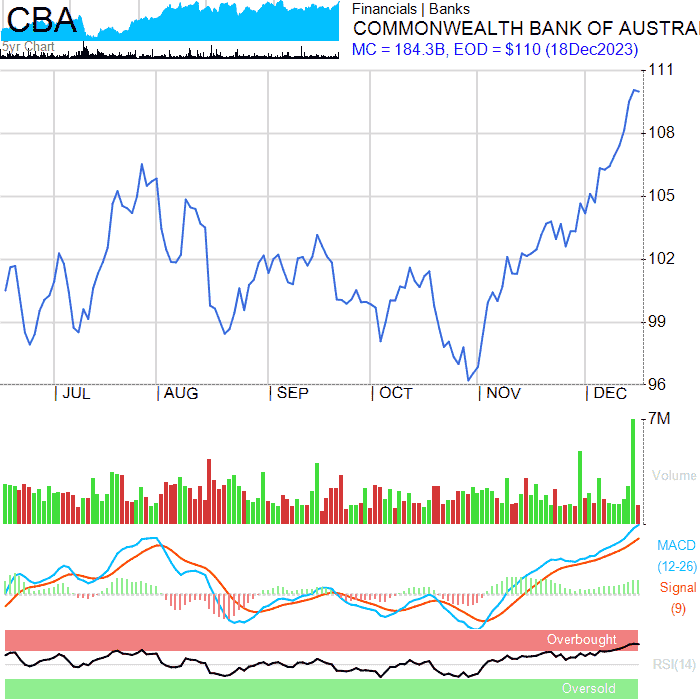 CBA
5yr Chart
Financials | Banks
COMMONWEALTH BANK OF AUSTRA
MC = 184.3B, EOD = $110 (18Dec2023)
111
108
105
102
99
96
JUL
AUG
SEP
OCT
NOV
DEC
7M
Volume
MACD
(12-26)
Signal
(9)
Overbought
RSI(14)
Oversold